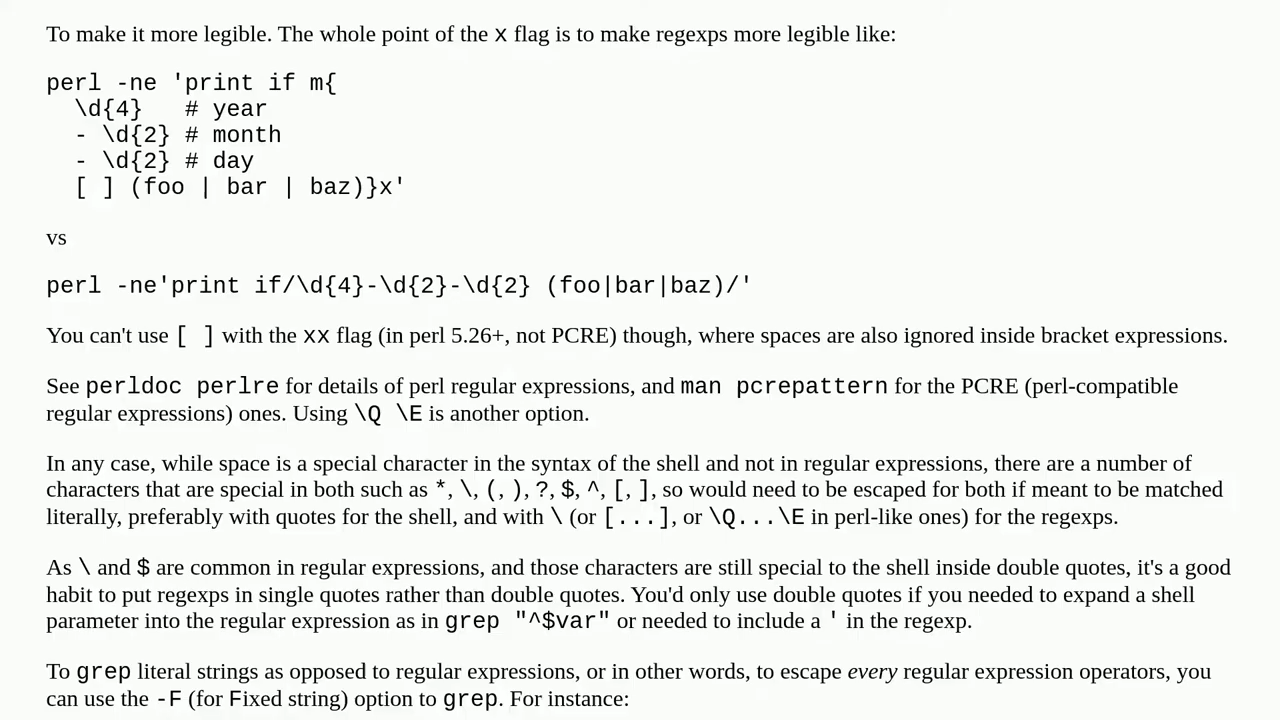 To make it more legible. The whole point of the x flag is to make regexps more legible like:
perl -ne 'print if m{
  \d{4}   # year
  - \d{2} # month
  - \d{2} # day
  [ ] (foo | bar | baz)}x'
vs
perl -ne'print if/\d{4}-\d{2}-\d{2} (foo|bar|baz)/'
You can't use [ ] with the xx flag (in perl 5.26+, not PCRE) though, where spaces are also ignored inside bracket expressions.
See perldoc perlre for details of perl regular expressions, and man pcrepattern for the PCRE (perl-compatible
regular expressions) ones. Using \Q \E is another option.
In any case, while space is a special character in the syntax of the shell and not in regular expressions, there are a number of
characters that are special in both such as *, \, (, ), ?, $, ^, [, ], so would need to be escaped for both if meant to be matched
literally, preferably with quotes for the shell, and with \ (or [...], or \Q...\E in perl-like ones) for the regexps.
As \ and $ are common in regular expressions, and those characters are still special to the shell inside double quotes, it's a good
habit to put regexps in single quotes rather than double quotes. You'd only use double quotes if you needed to expand a shell
parameter into the regular expression as in grep "^$var" or needed to include a ' in the regexp.
To grep literal strings as opposed to regular expressions, or in other words, to escape every regular expression operators, you
can use the -F (for Fixed string) option to grep. For instance: